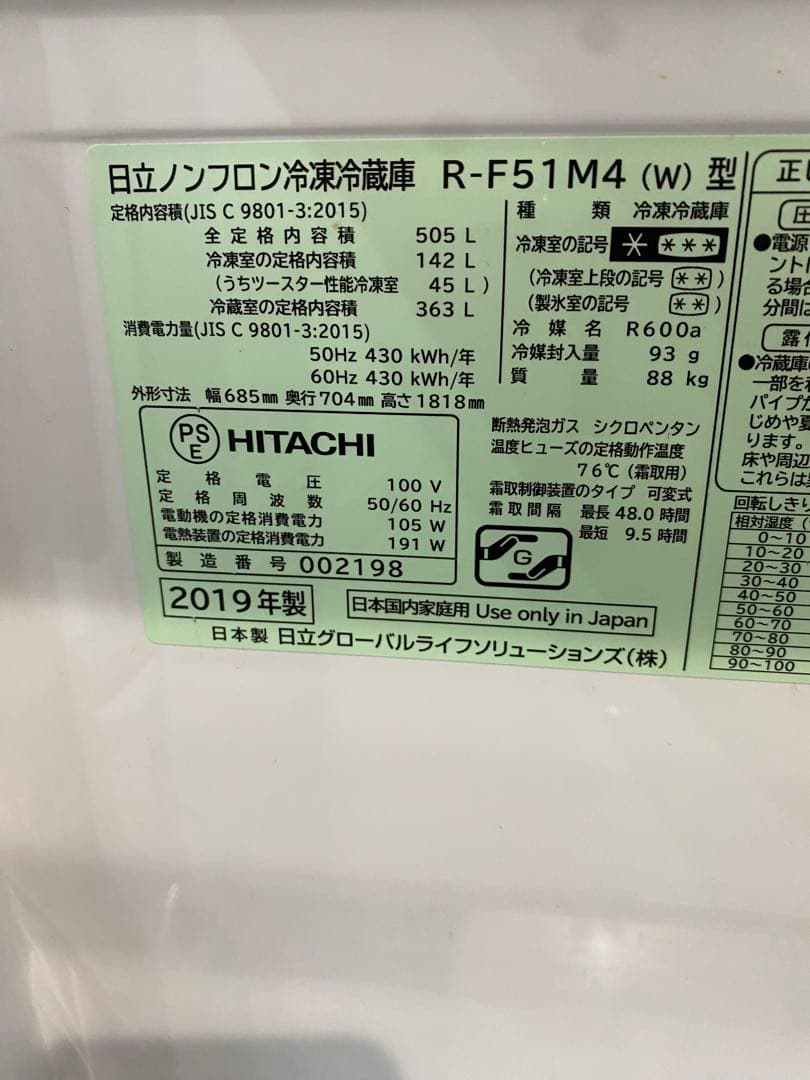 日立ノンフロン冷凍冷蔵庫 R-F51M4 (W) 型
定格内容積(JIS C 9801-3:2015)
全定格内容積 505 L
冷凍室の定格内容積 142 L
(うちツースター性能冷凍室 45 L)
冷蔵室の定格内容積 363 L
消費電力量(JIS C 9801-3:2015)
50Hz 430 kWh/年
60Hz 430 kWh/年
外形寸法 幅685mm 奥行704mm 高さ1818mm
種類 冷凍冷蔵庫
冷凍室の記号 * ***
(冷凍室上段の記号 **)
(製氷室の記号 **)
冷媒名 R600a
冷媒封入量 93 g
質量 88 kg
PSE HITACHI
定格電圧 100 V
定格周波数 50/60 Hz
電動機の定格消費電力 105 W
電熱装置の定格消費電力 191 W
製造番号 002198
断熱発泡ガス シクロペンタン
温度ヒューズの定格動作温度
76℃(霜取用)
霜取制御装置のタイプ 可変式
霜取間隔 最長 48.0 時間
最短 9.5 時間
G
2019年製
日本国内家庭用 Use only in Japan
日本製 日立グローバルライフソリューションズ(株)
●電源
ント
る場合
分間は
●冷蔵庫
一部を
パイプが
じめや夏
ります。
床や周辺
これらは
回転しきり
相対湿度
0~10
10~20
20~30
30~40
40~50
50~60
60~70
70~80
80~90
90~100